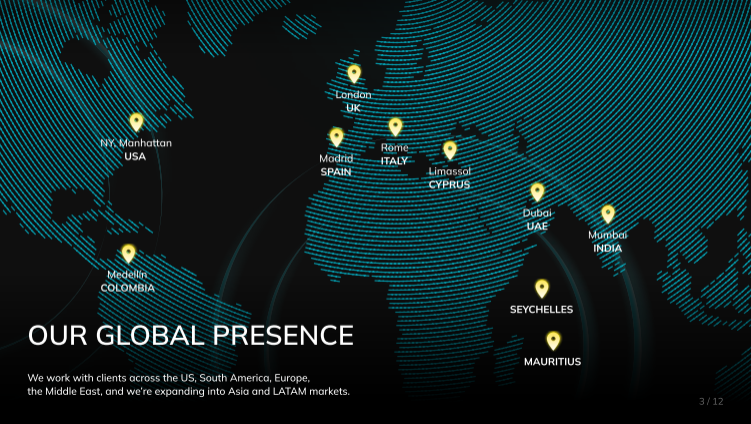 London
UK
NY, Manhattan
USA
Madrid
SPAIN
Rome
ITALY
Limassol
CYPRUS
Dubai
UAE
Mumbai
INDIA
Medellín
COLOMBIA
SEYCHELLES
MAURITIUS
OUR GLOBAL PRESENCE
We work with clients across the US, South America, Europe,
the Middle East, and we're expanding into Asia and LATAM markets.
3 / 12